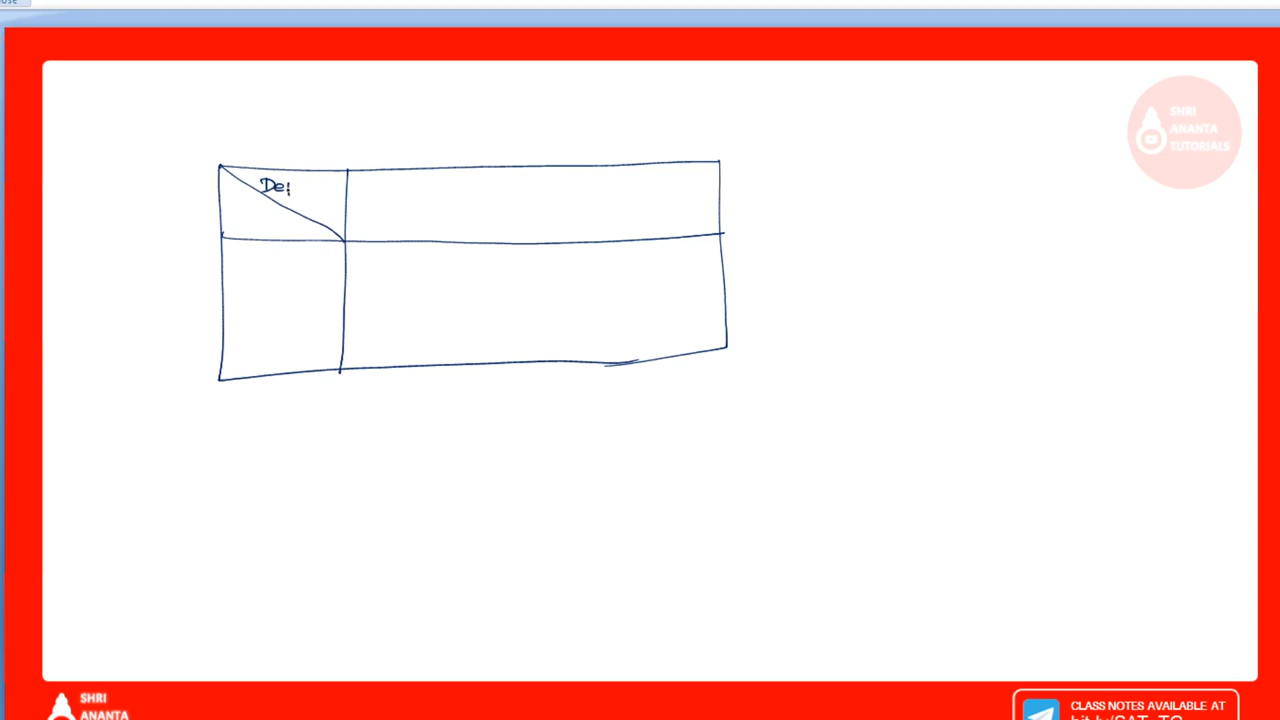 SHRI
ANANTA
TUTORIALS
De
SHRI
ANANTA
CLASS NOTES AVAILABLE AT